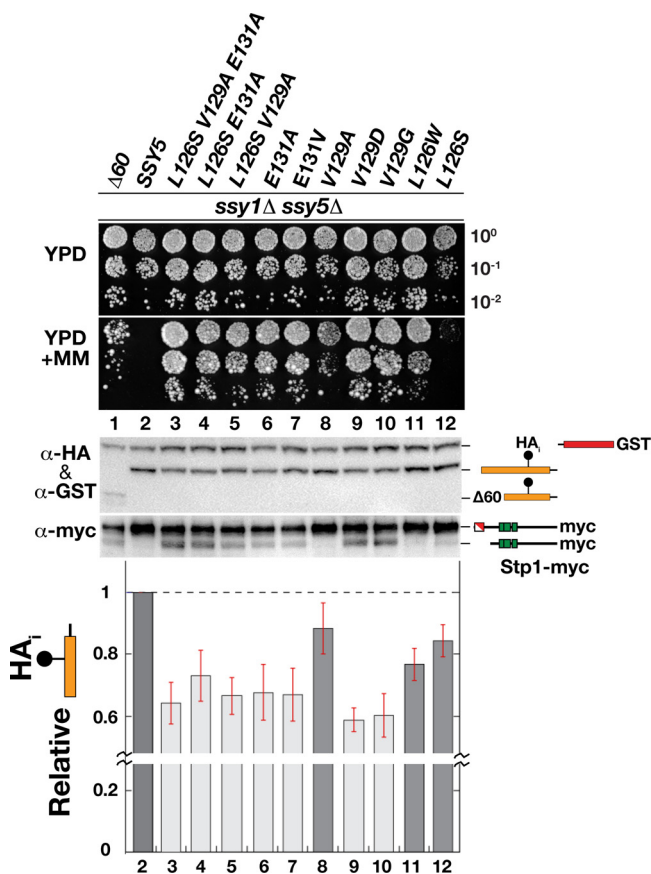 Δ60 SSY5 L126S V129A E131A L126S E131A L126S V129A E131A E131V V129A V129D V129G L126W L126S
ssy1Δ ssy5Δ
YPD
10⁰
10⁻¹
10⁻²
YPD
+MM
1 2 3 4 5 6 7 8 9 10 11 12
α-HA
&
α-GST
HAi
GST
Δ60
α-myc
myc
myc
Stp1-myc
Relative HAi
1
0.8
0.6
0.2
0
2 3 4 5 6 7 8 9 10 11 12